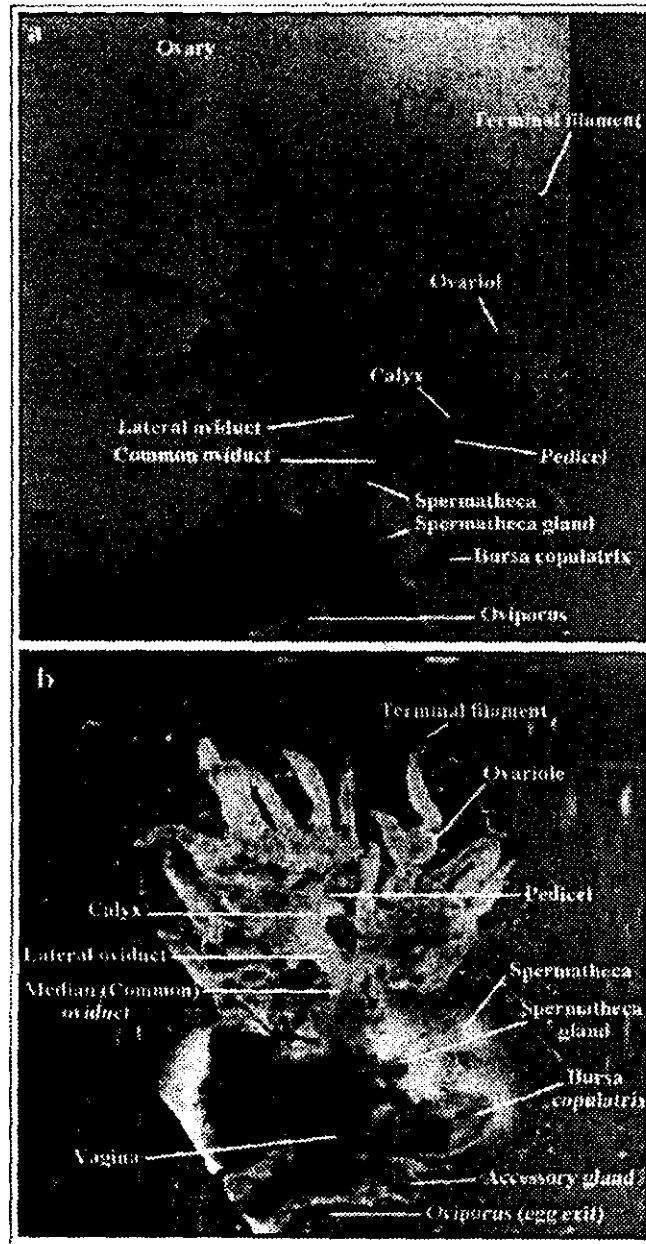 a
Ovary
Terminal filament
Ovariol
Calyx
Lateral oviduct
Common oviduct
Pedicel
Spermatheca
Spermatheca gland
Bursa copulatrix
Oviporus
b
Terminal filament
Ovariole
Pedicel
Calyx
Lateral oviduct
Spermatheca
Median (Common)
oviduct
Spermatheca
gland
Bursa
copulatrix
Vagina
Accessory gland
Oviporus (egg exit)